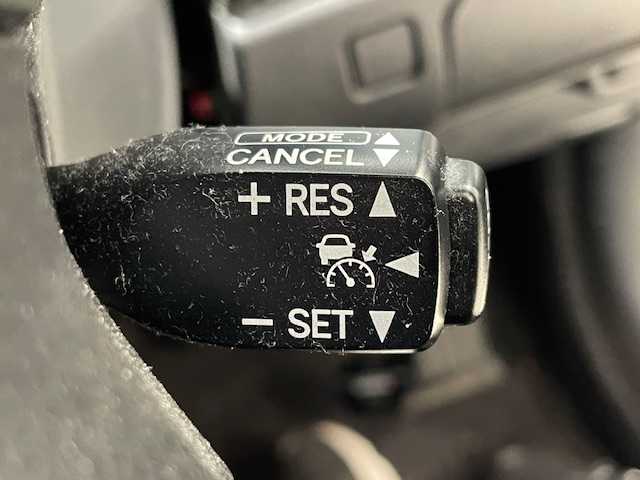 MODE
CANCEL
+ RES
- SET